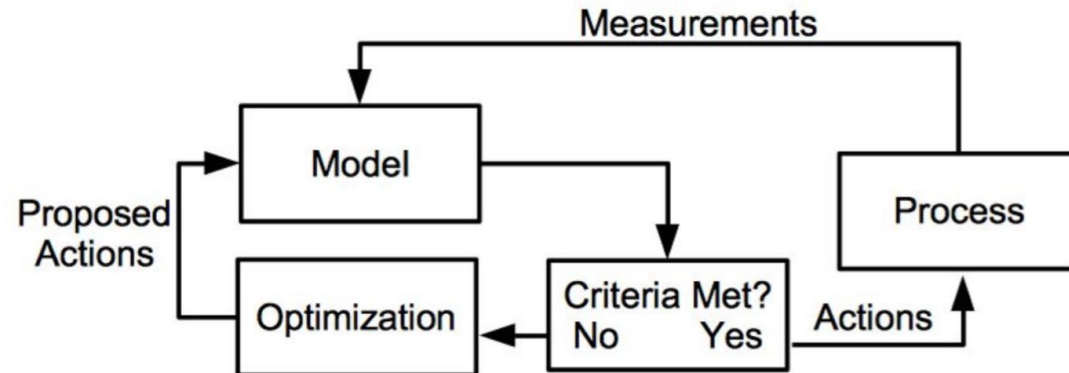 Measurements
Model
Process
Proposed
Actions
Optimization
Criteria Met?
No Yes
Actions